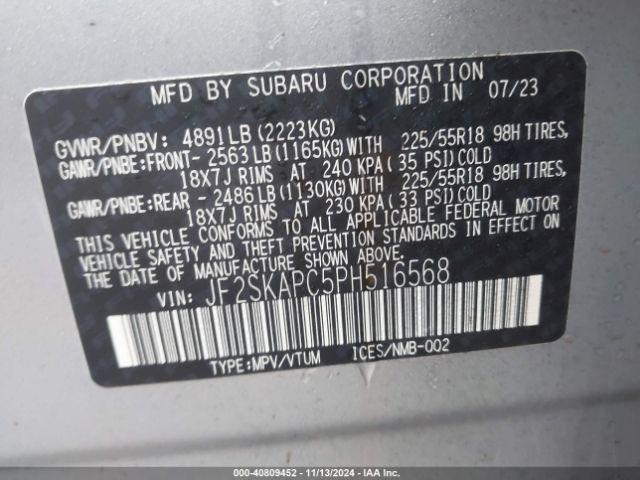 MFD BY SUBARU CORPORATION
MFD IN 07/23
GVWR/PNBV: 4891LB(2223KG)
GAWR/PNBE:FRONT- 2563LB(1165KG)WITH 225/55R18 98H TIRES,
18X7J RIMS AT 240 KPA(35 PSI)COLD
GAWR/PNBE:REAR - 2486LB(1130KG)WITH 225/55R18 98H TIRES,
18X7J RIMS AT 230 KPA(33 PSI)COLD
THIS VEHICLE CONFORMS TO ALL APPLICABLE FEDERAL MOTOR
VEHICLE SAFETY AND THEFT PREVENTION STANDARDS IN EFFECT ON
THE DATE OF MANUFACTURE SHOWN ABOVE.
VIN: JF2SKAPC5PH516568
TYPE:MPV/VTUM ICES/NMB-002
000-40809452 - 11/13/2024 - IAA Inc.